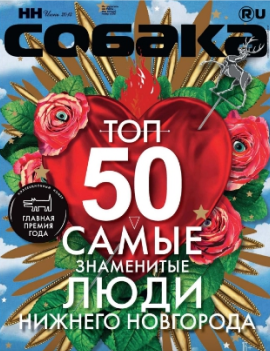 НН
СОБАКА
RU
ТОП
50
САМЫЕ
ЗНАМЕНИТЫЕ
ЛЮДИ
НИЖНЕГО НОВГОРОДА
ГЛАВНАЯ
ПРЕМИЯ
ГОДА